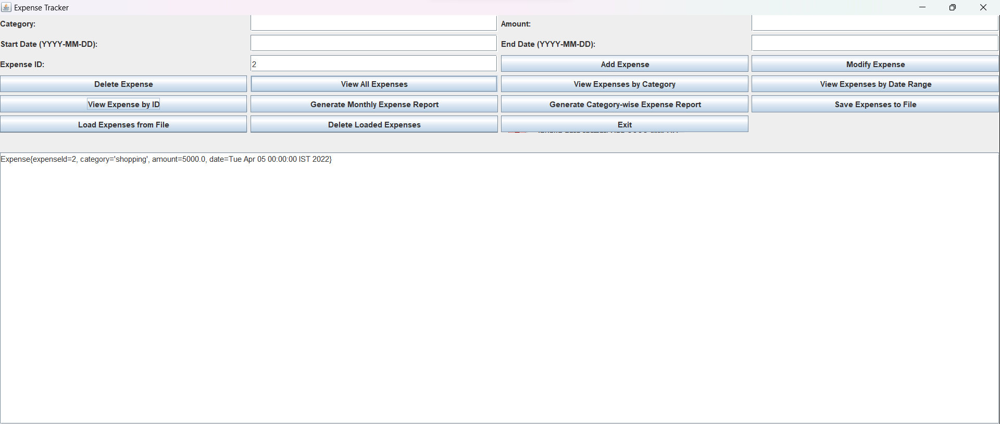 Expense Tracker
Category: Amount:
Start Date (YYYY-MM-DD): End Date (YYYY-MM-DD):
Expense ID: 2 Add Expense Modify Expense
Delete Expense View All Expenses View Expenses by Category View Expenses by Date Range
View Expense by ID Generate Monthly Expense Report Generate Category-wise Expense Report Save Expenses to File
Load Expenses from File Delete Loaded Expenses Exit
Expense{expenseId=2, category='shopping', amount=5000.0, date=Tue Apr 05 00:00:00 IST 2022}